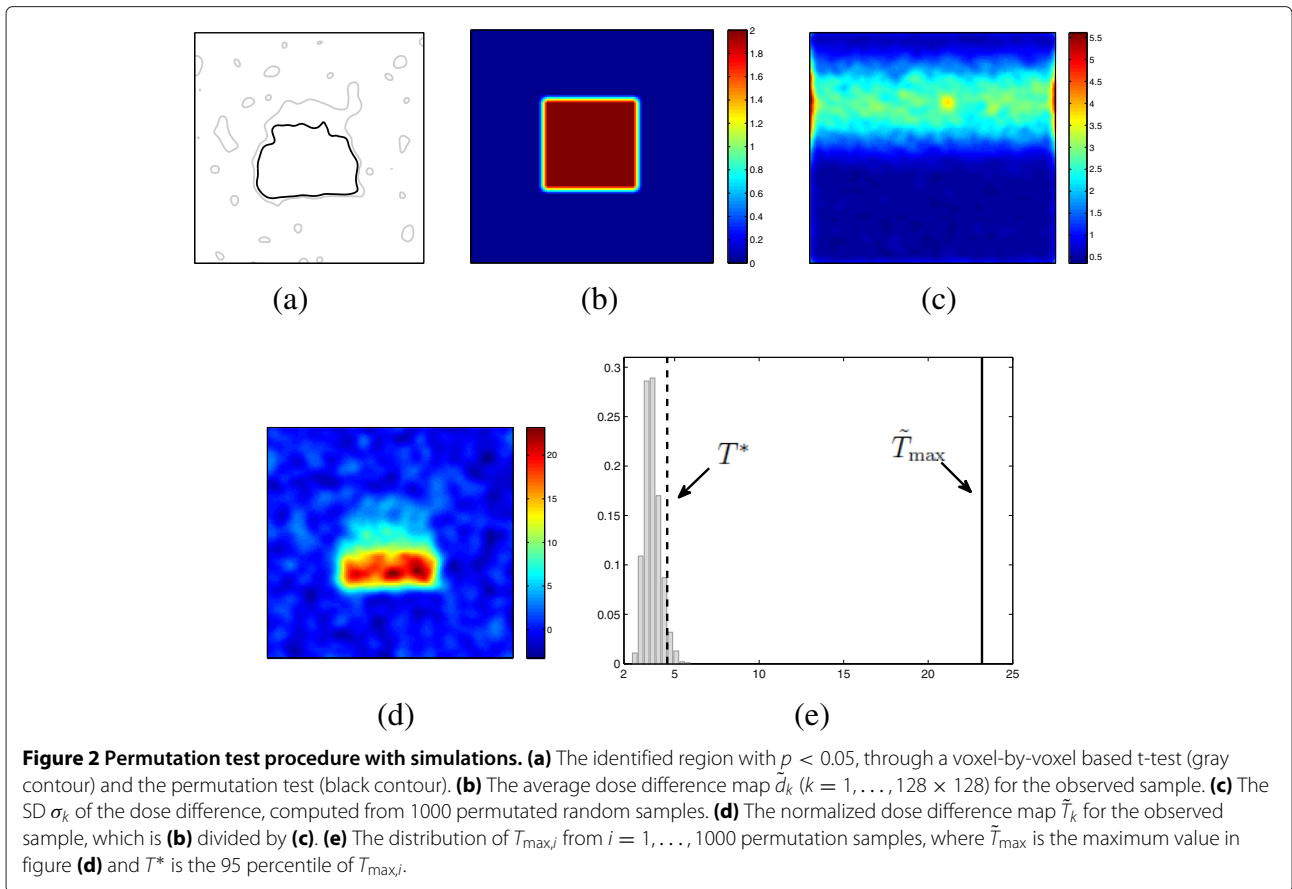 2
1.8
1.6
1.4
1.2
1
0.8
0.6
0.4
0.2
0
5.5
5
4.5
4
3.5
3
2.5
2
1.5
1
0.5
(a)
(b)
(c)
20
15
10
5
0
0.3
0.25
0.2
0.15
0.1
0.05
0
T*
T̃max
2 5 10 15 20 25
(d)
(e)
Figure 2 Permutation test procedure with simulations. (a) The identified region with p < 0.05, through a voxel-by-voxel based t-test (gray
contour) and the permutation test (black contour). (b) The average dose difference map d̃k (k = 1, . . . , 128 × 128) for the observed sample. (c) The
SD σk of the dose difference, computed from 1000 permutated random samples. (d) The normalized dose difference map T̃k for the observed
sample, which is (b) divided by (c). (e) The distribution of Tmax,i from i = 1, . . . , 1000 permutation samples, where T̃max is the maximum value in
figure (d) and T* is the 95 percentile of Tmax,i.